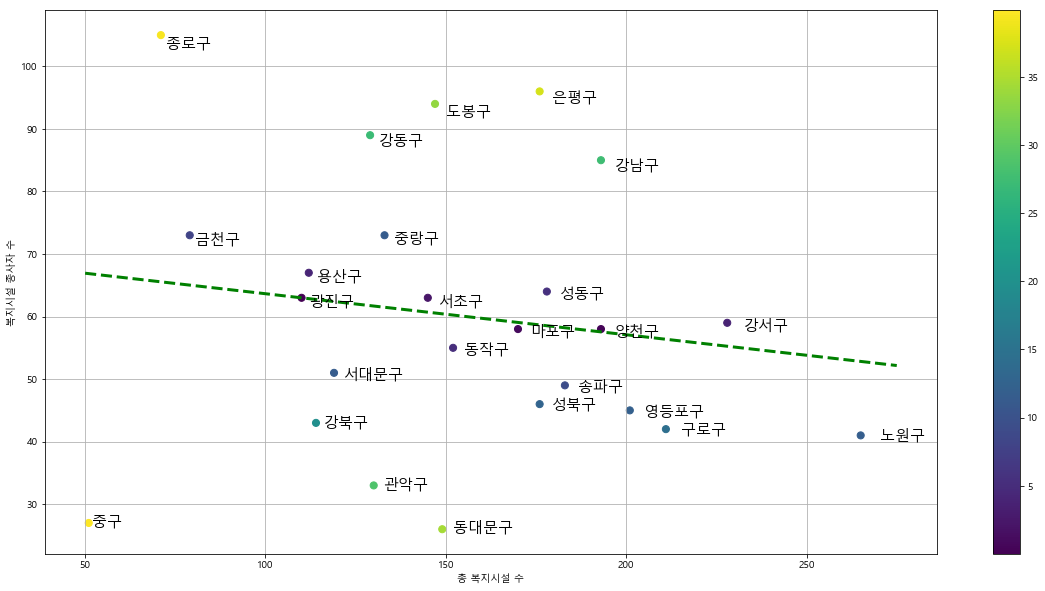 종로구
은평구
도봉구
강동구
강남구
금천구
중랑구
용산구
성동구
광진구
서초구
강서구
마포구
양천구
동작구
서대문구
송파구
성북구
영등포구
강북구
구로구
노원구
관악구
중구
동대문구
복지시설 종사자 수
100
90
80
70
60
50
40
30
50
100
150
200
250
총 복지시설 수
35
30
25
20
15
10
5